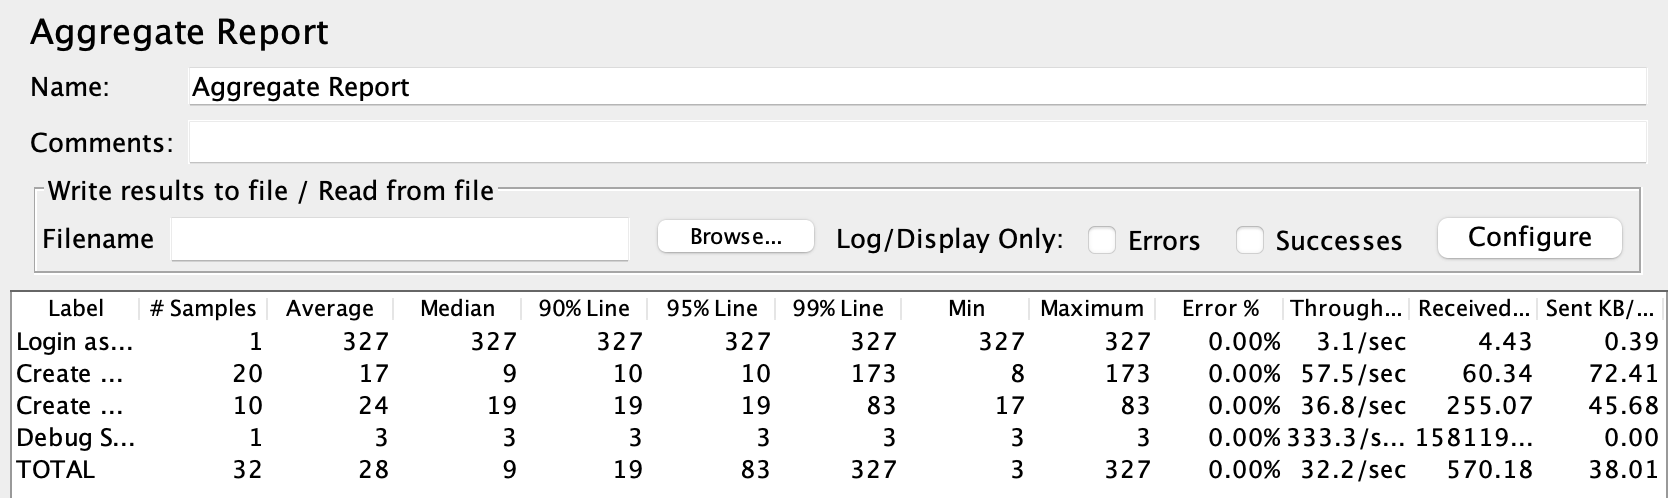 Aggregate Report
Name: Aggregate Report
Comments:
Write results to file / Read from file
Filename Browse... Log/Display Only: Errors Successes Configure
Label # Samples Average Median 90% Line 95% Line 99% Line Min Maximum Error % Through... Received... Sent KB/...
Login as... 1 327 327 327 327 327 327 327 0.00% 3.1/sec 4.43 0.39
Create ... 20 17 9 10 10 173 8 173 0.00% 57.5/sec 60.34 72.41
Create ... 10 24 19 19 19 83 17 83 0.00% 36.8/sec 255.07 45.68
Debug S... 1 3 3 3 3 3 3 3 0.00% 333.3/s... 158119... 0.00
TOTAL 32 28 9 19 83 327 3 327 0.00% 32.2/sec 570.18 38.01